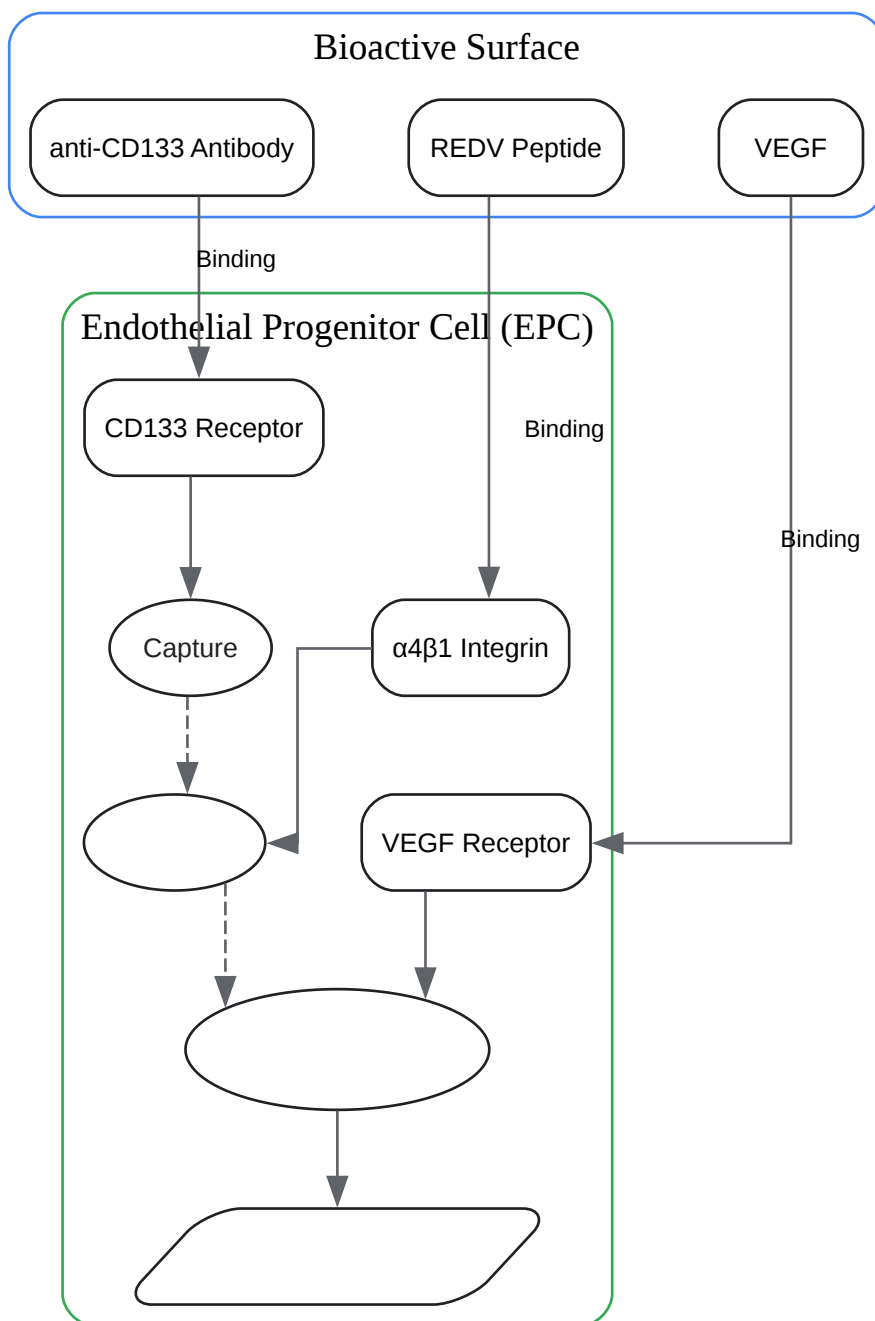 Bioactive Surface
anti-CD133 Antibody
REDV Peptide
VEGF
Binding
Endothelial Progenitor Cell (EPC)
CD133 Receptor
Binding
Binding
Capture
α4β1 Integrin
VEGF Receptor